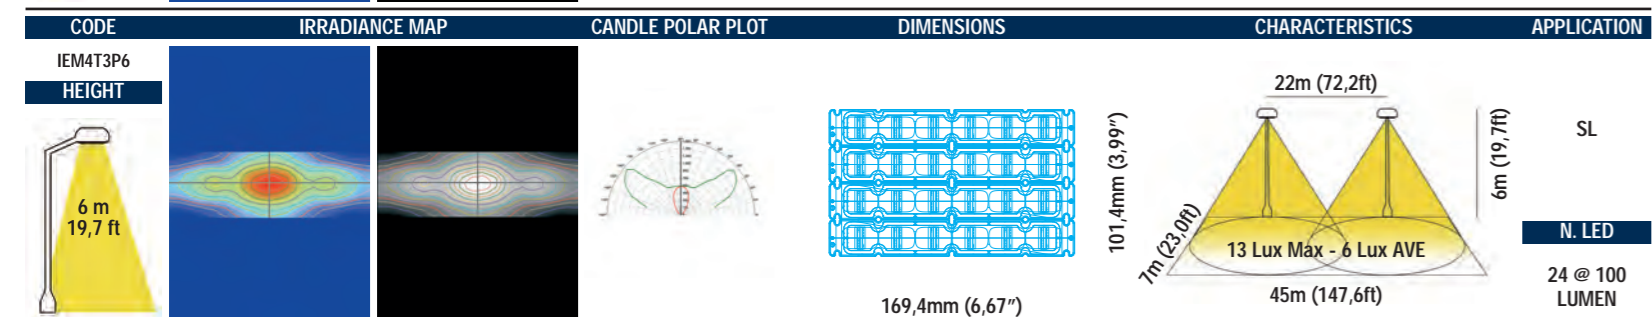 CODE
IRRADIANCE MAP
CANDLE POLAR PLOT
DIMENSIONS
CHARACTERISTICS
APPLICATION
IEM4T3P6
HEIGHT
6 m
19,7 ft
101,4mm (3,99”)
169,4mm (6,67”)
22m (72,2ft)
6m (19,7ft)
7m (23,0ft)
13 Lux Max - 6 Lux AVE
45m (147,6ft)
SL
N. LED
24 @ 100
LUMEN